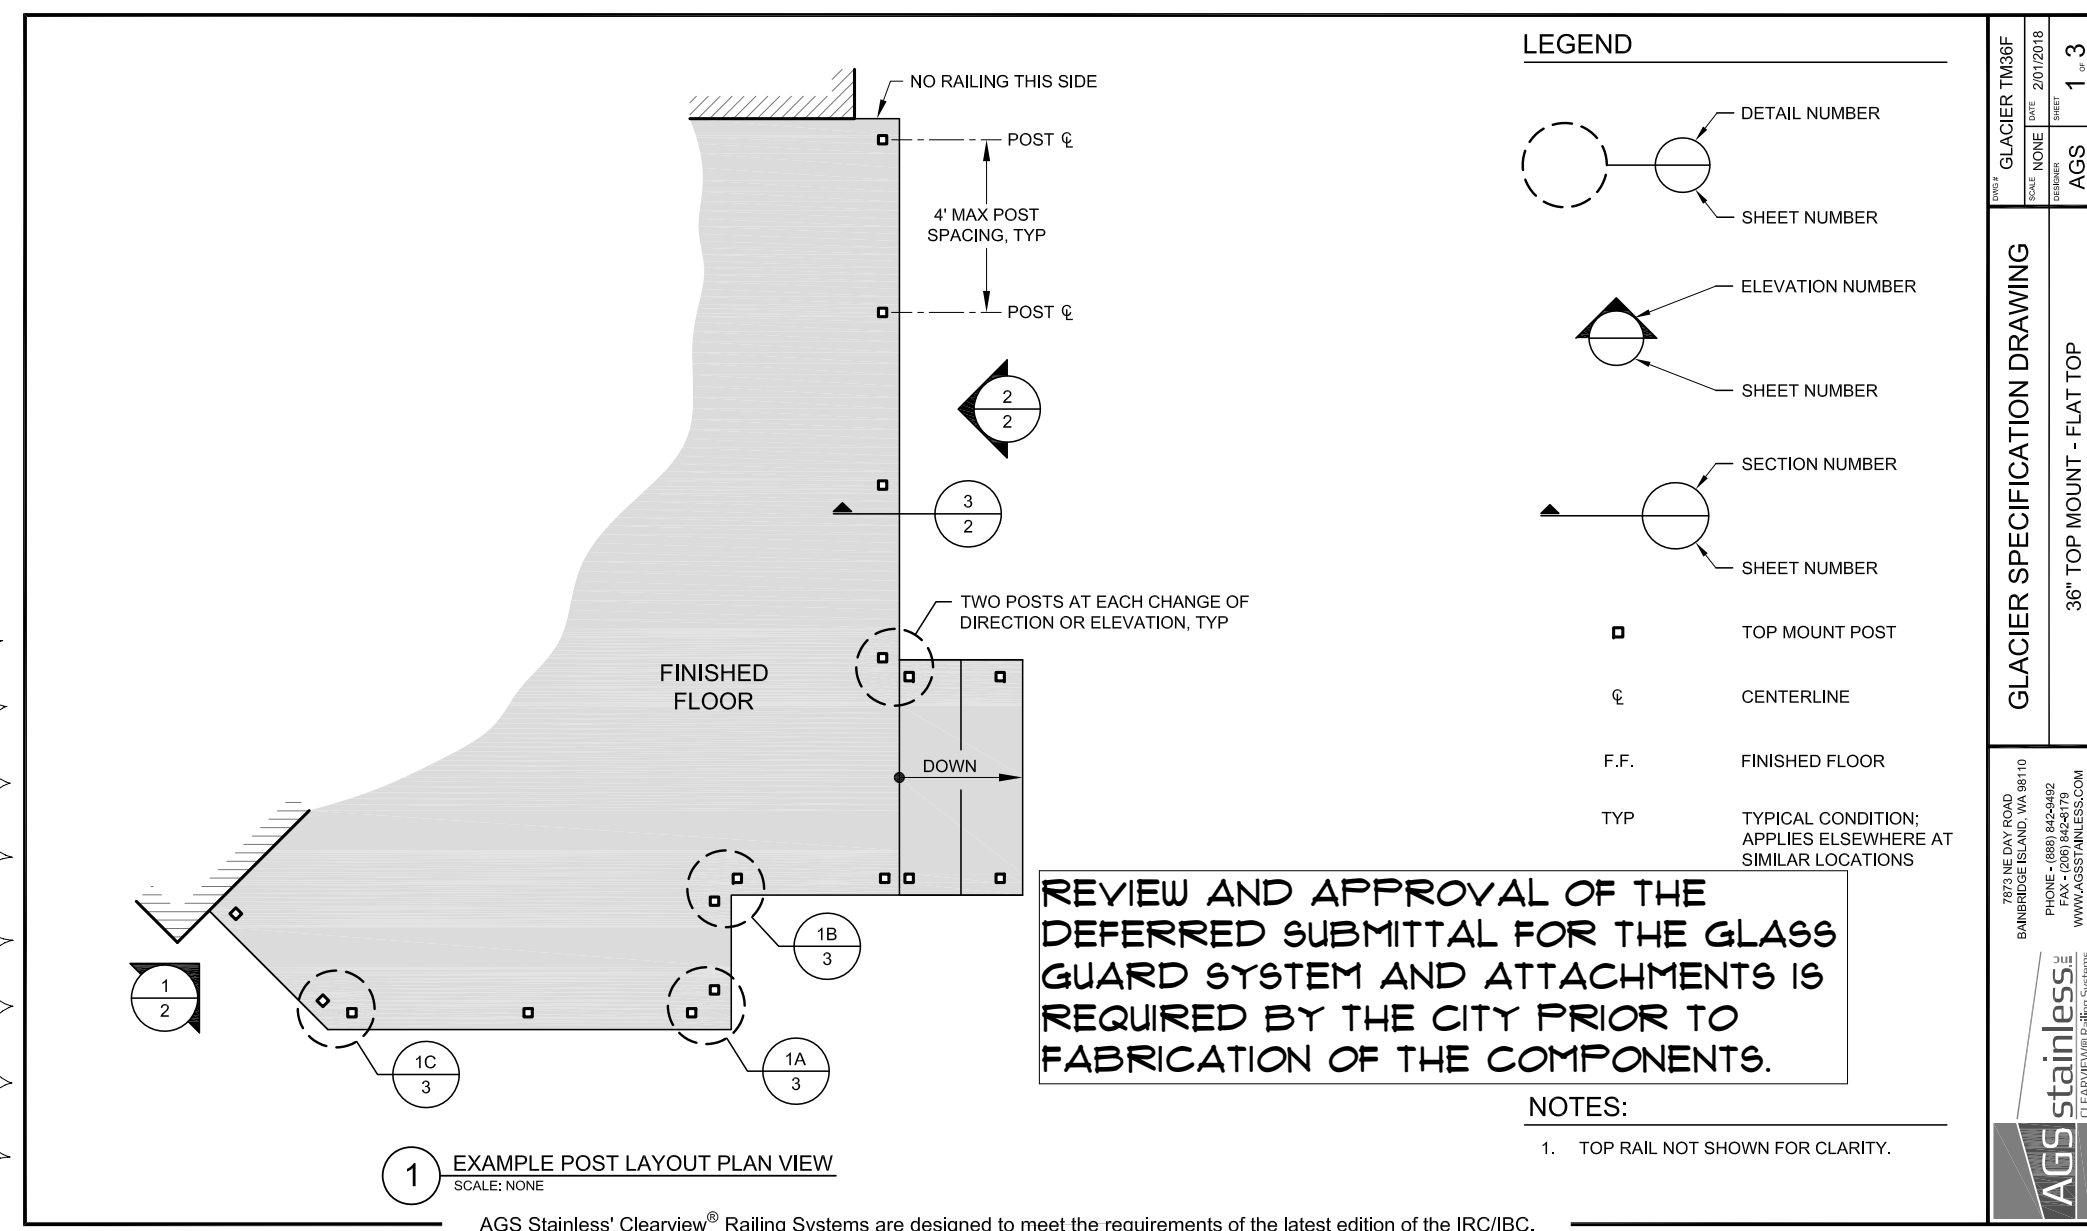 NO RAILING THIS SIDE
POST ℄
4' MAX POST
SPACING, TYP
POST ℄
2
2
3
2
TWO POSTS AT EACH CHANGE OF
DIRECTION OR ELEVATION, TYP
FINISHED
FLOOR
DOWN
1B
3
1
2
1C
3
1A
3
1
EXAMPLE POST LAYOUT PLAN VIEW
SCALE: NONE
LEGEND
DETAIL NUMBER
SHEET NUMBER
ELEVATION NUMBER
SHEET NUMBER
SECTION NUMBER
SHEET NUMBER
TOP MOUNT POST
℄ CENTERLINE
F.F. FINISHED FLOOR
TYP TYPICAL CONDITION;
APPLIES ELSEWHERE AT
SIMILAR LOCATIONS
REVIEW AND APPROVAL OF THE
DEFERRED SUBMITTAL FOR THE GLASS
GUARD SYSTEM AND ATTACHMENTS IS
REQUIRED BY THE CITY PRIOR TO
FABRICATION OF THE COMPONENTS.
NOTES:
1. TOP RAIL NOT SHOWN FOR CLARITY.
AGS Stainless' Clearview® Railing Systems are designed to meet the requirements of the latest edition of the IRC/IBC.
DWG # GLACIER TM36F
SCALE NONE DATE 2/01/2018
DESIGNER AGS SHEET 1 OF 3
GLACIER SPECIFICATION DRAWING
36" TOP MOUNT - FLAT TOP
7873 NE DAY ROAD
BAINBRIDGE ISLAND, WA 98110
PHONE - (888) 842-9492
FAX - (206) 842-8179
WWW.AGSSTAINLESS.COM
AGS stainless INC
CLEARVIEW® Railing Systems